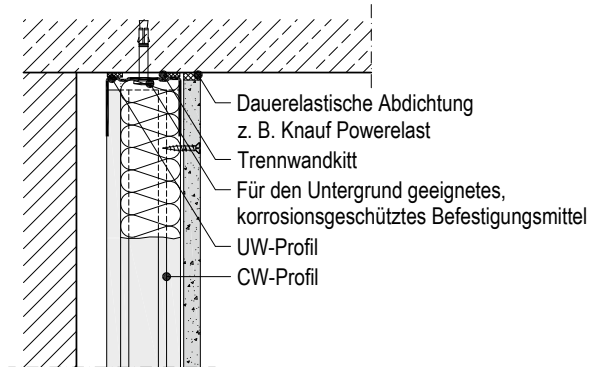 Dauerelastische Abdichtung
z. B. Knauf Powerelast
Trennwandkitt
Für den Untergrund geeignetes,
korrosionsgeschütztes Befestigungsmittel
UW-Profil
CW-Profil